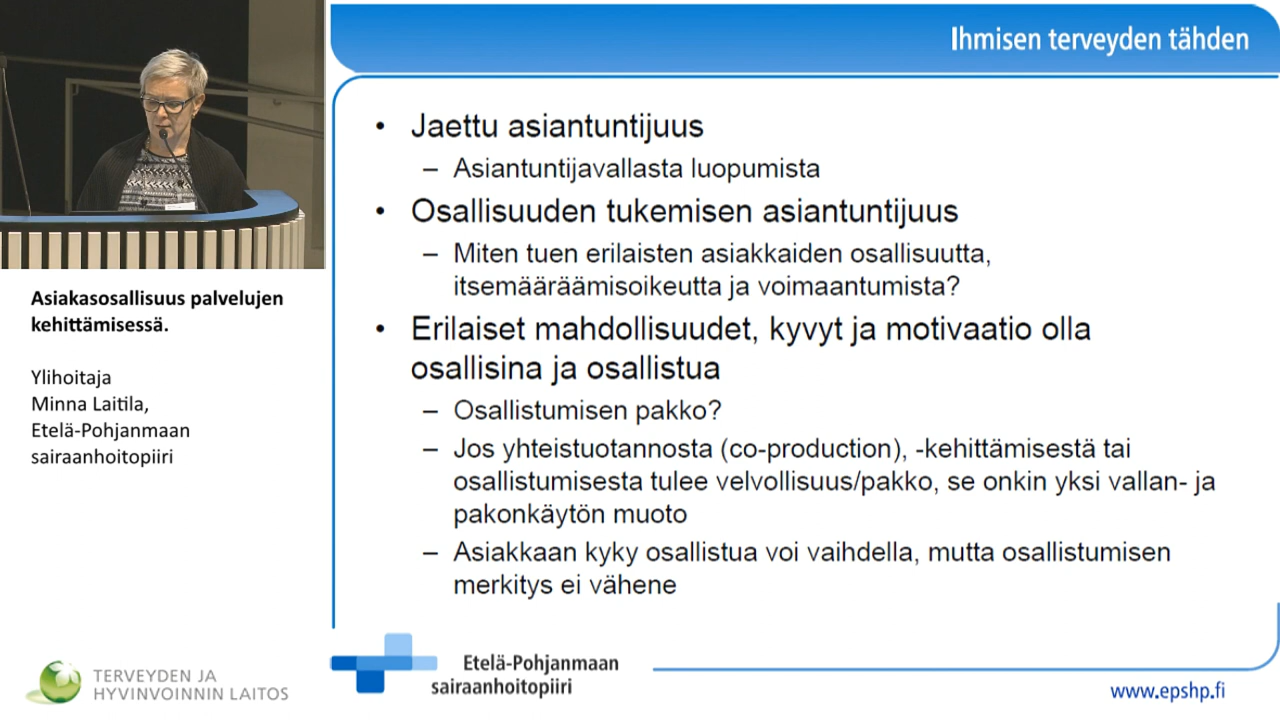 Ihmisen terveyden tähden
• Jaettu asiantuntijuus
– Asiantuntijavallasta luopumista
• Osallisuuden tukemisen asiantuntijuus
– Miten tuen erilaisten asiakkaiden osallisuutta,
itsemääräämisoikeutta ja voimaantumista?
• Erilaiset mahdollisuudet, kyvyt ja motivaatio olla
osallisina ja osallistua
– Osallistumisen pakko?
– Jos yhteistuotannosta (co-production), -kehittämisestä tai
osallistumisesta tulee velvollisuus/pakko, se onkin yksi vallan- ja
pakonkäytön muoto
– Asiakkaan kyky osallistua voi vaihdella, mutta osallistumisen
merkitys ei vähene
Asiakasosallisuus palvelujen
kehittämisessä.
Ylihoitaja
Minna Laitila,
Etelä-Pohjanmaan
sairaanhoitopiiri
TERVEYDEN JA
HYVINVOINNIN LAITOS
Etelä-Pohjanmaan
sairaanhoitopiiri
www.epshp.fi